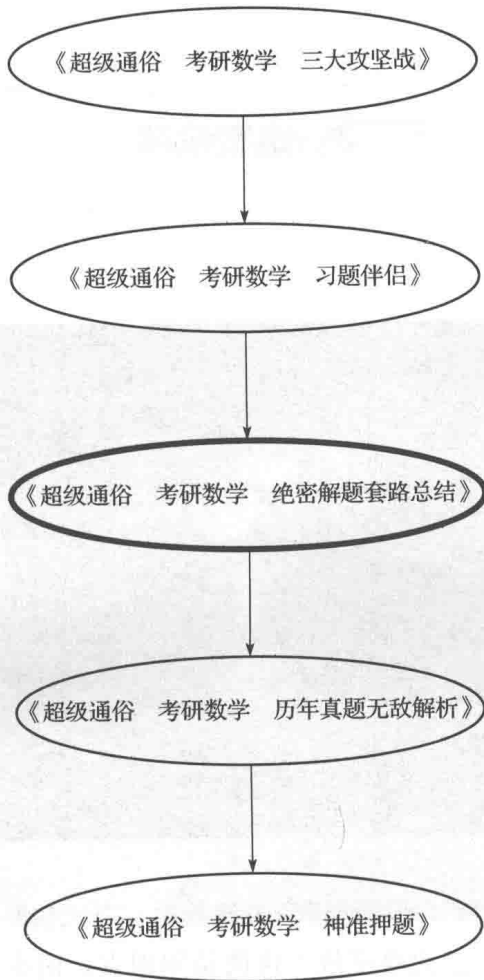 《超级通俗 考研数学 三大攻坚战》
《超级通俗 考研数学 习题伴侣》
《超级通俗 考研数学 绝密解题套路总结》
《超级通俗 考研数学 历年真题无敌解析》
《超级通俗 考研数学 神准押题》